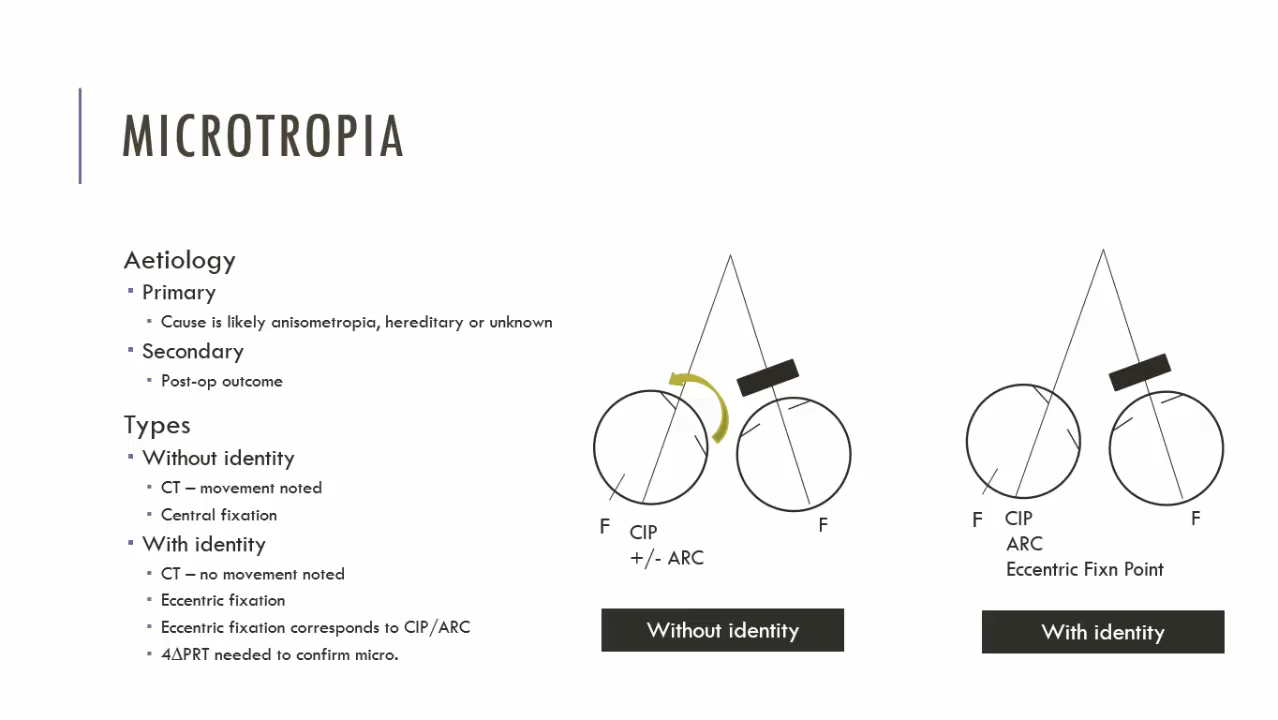 MICROTROPIA
Aetiology
Primary
Cause is likely anisometropia, hereditary or unknown
Secondary
Post-op outcome
Types
Without identity
CT – movement noted
Central fixation
With identity
CT – no movement noted
Eccentric fixation
Eccentric fixation corresponds to CIP/ARC
4∆PRT needed to confirm micro.
F
CIP
+/- ARC
F
Without identity
F
CIP
ARC
Eccentric Fixn Point
F
With identity